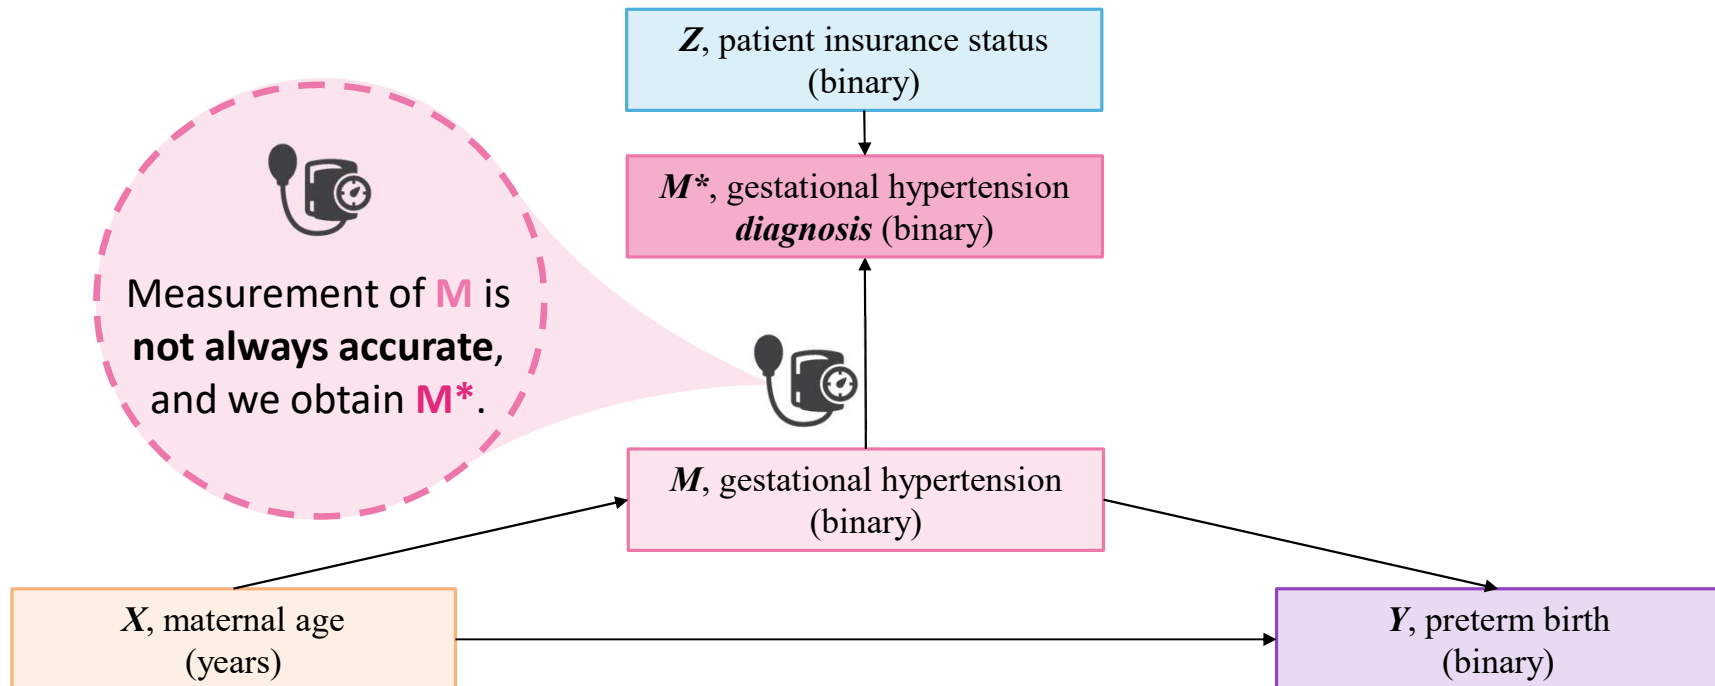 Z, patient insurance status
(binary)
M*, gestational hypertension
diagnosis (binary)
Measurement of M is
not always accurate,
and we obtain M*.
M, gestational hypertension
(binary)
X, maternal age
(years)
Y, preterm birth
(binary)